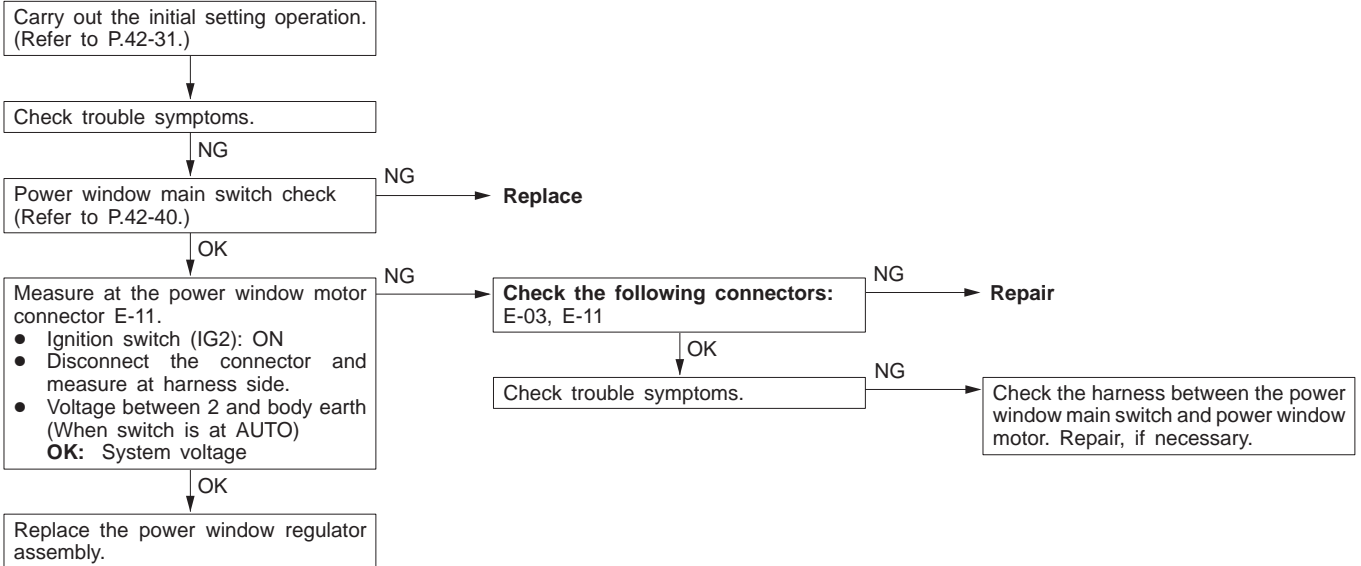 Carry out the initial setting operation.
(Refer to P.42-31.)
Check trouble symptoms.
NG
Power window main switch check
(Refer to P.42-40.)
NG
Replace
OK
Measure at the power window motor
connector E-11.
● Ignition switch (IG2): ON
● Disconnect the connector and
measure at harness side.
● Voltage between 2 and body earth
(When switch is at AUTO)
OK: System voltage
NG
Check the following connectors:
E-03, E-11
NG
Repair
OK
Check trouble symptoms.
NG
Check the harness between the power
window main switch and power window
motor. Repair, if necessary.
OK
Replace the power window regulator
assembly.